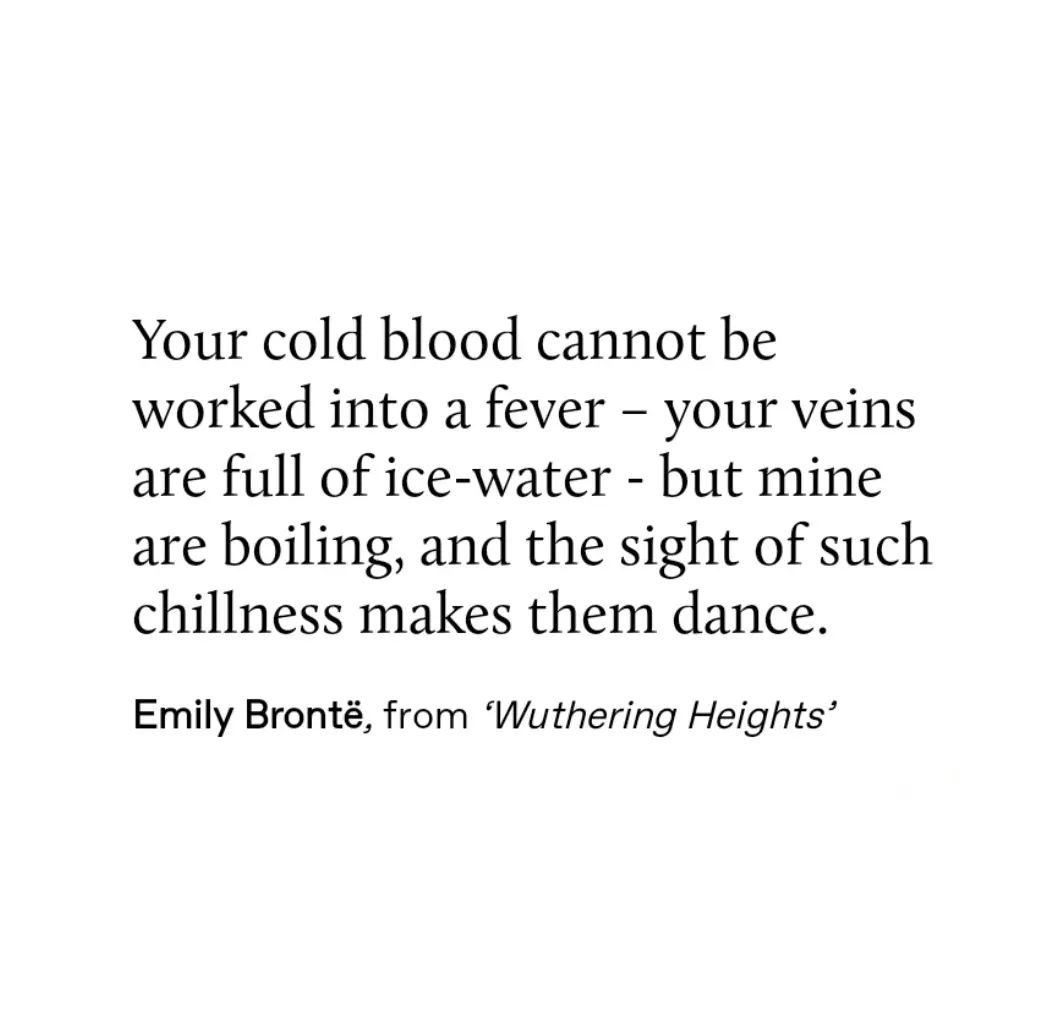 Your cold blood cannot be
worked into a fever – your veins
are full of ice-water - but mine
are boiling, and the sight of such
chillness makes them dance.
Emily Brontë, from ‘Wuthering Heights’